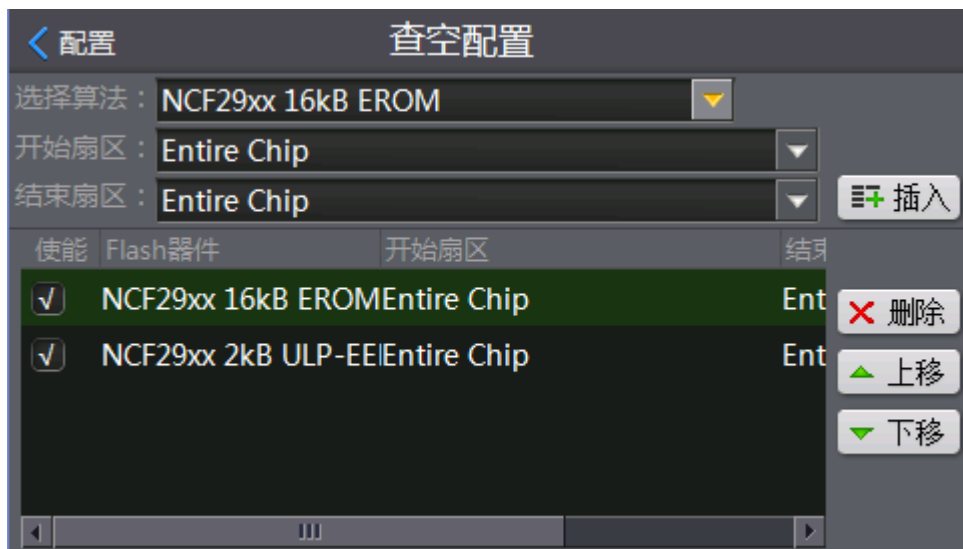 配置 查空配置
选择算法： NCF29xx 16kB EROM
开始扇区： Entire Chip
结束扇区： Entire Chip 插入
使能 Flash器件 开始扇区
√ NCF29xx 16kB EROM Entire Chip Ent
删除
√ NCF29xx 2kB ULP-EE Entire Chip Ent
上移
下移